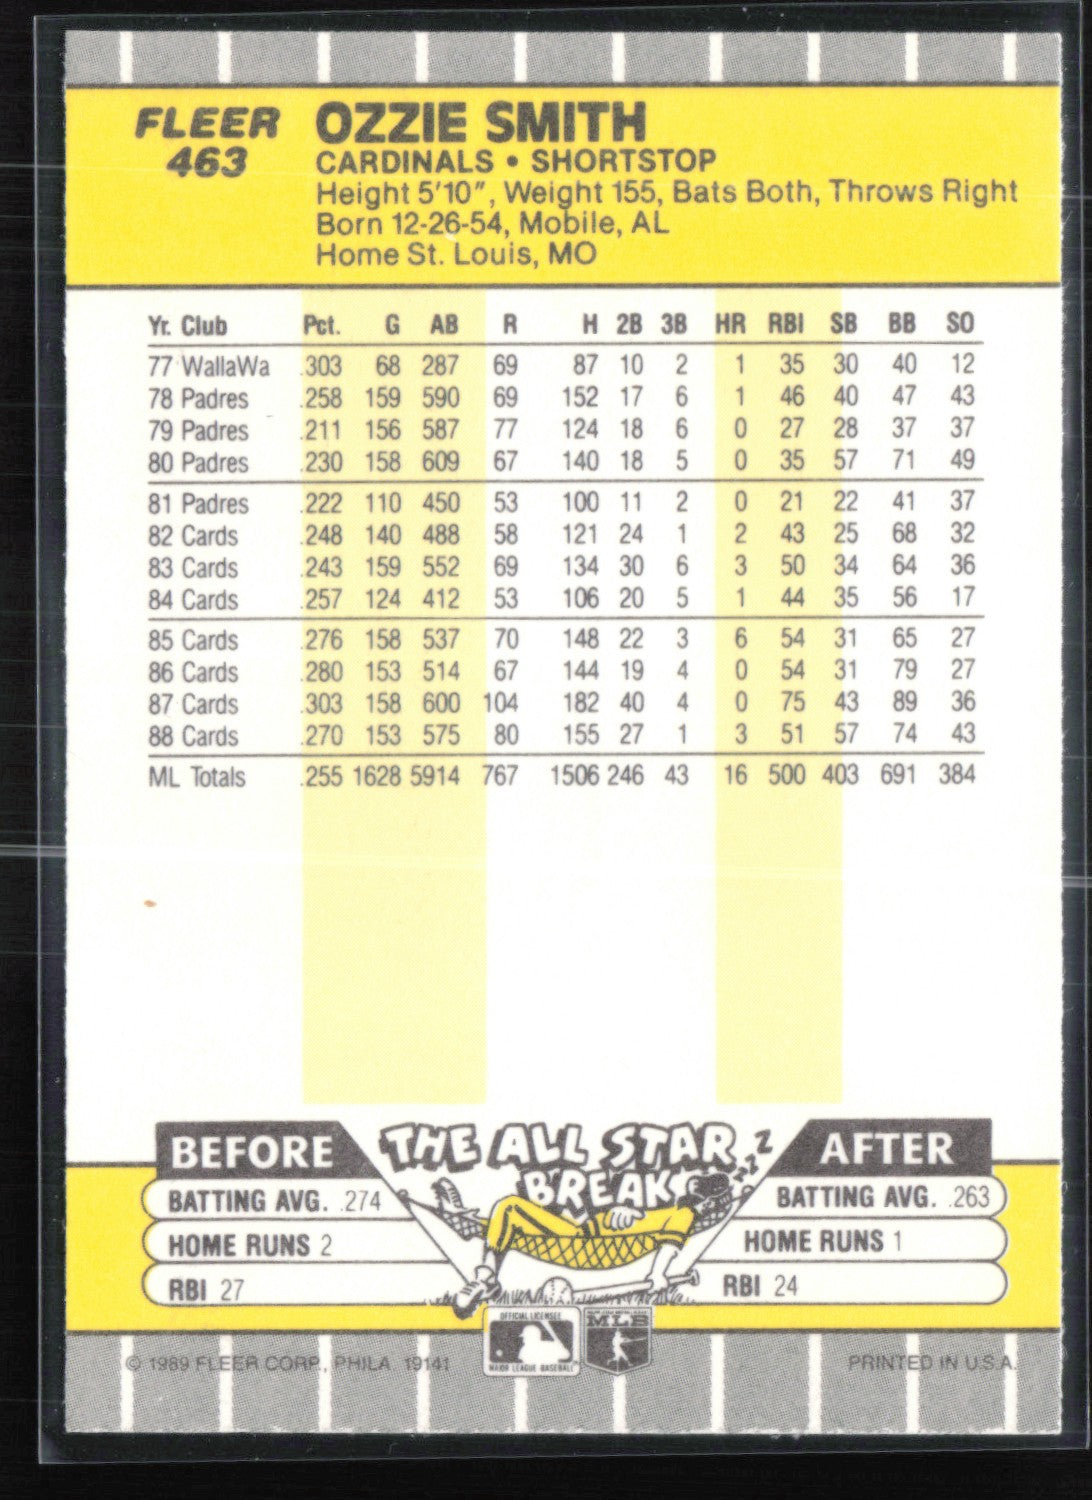 FLEER
463
OZZIE SMITH
CARDINALS • SHORTSTOP
Height 5'10", Weight 155, Bats Both, Throws Right
Born 12-26-54, Mobile, AL
Home St. Louis, MO
Yr. Club Pct. G AB R H 2B 3B HR RBI SB BB SO
77 WallaWa .303 68 287 69 87 10 2 1 35 30 40 12
78 Padres .258 159 590 69 152 17 6 1 46 40 47 43
79 Padres .211 156 587 77 124 18 6 0 27 28 37 37
80 Padres .230 158 609 67 140 18 5 0 35 57 71 49
81 Padres .222 110 450 53 100 11 2 0 21 22 41 37
82 Cards .248 140 488 58 121 24 1 2 43 25 68 32
83 Cards .243 159 552 69 134 30 6 3 50 34 64 36
84 Cards .257 124 412 53 106 20 5 1 44 35 56 17
85 Cards .276 158 537 70 148 22 3 6 54 31 65 27
86 Cards .280 153 514 67 144 19 4 0 54 31 79 27
87 Cards .303 158 600 104 182 40 4 0 75 43 89 36
88 Cards .270 153 575 80 155 27 1 3 51 57 74 43
ML Totals .255 1628 5914 767 1506 246 43 16 500 403 691 384
BEFORE THE ALL STAR AFTER
BREAK ZZZ
BATTING AVG. .274 BATTING AVG. .263
HOME RUNS 2 HOME RUNS 1
RBI 27 RBI 24
OFFICIAL LICENSEE
MAJOR LEAGUE BASEBALL
MLB
© 1989 FLEER CORP., PHILA. 19141 PRINTED IN U.S.A.